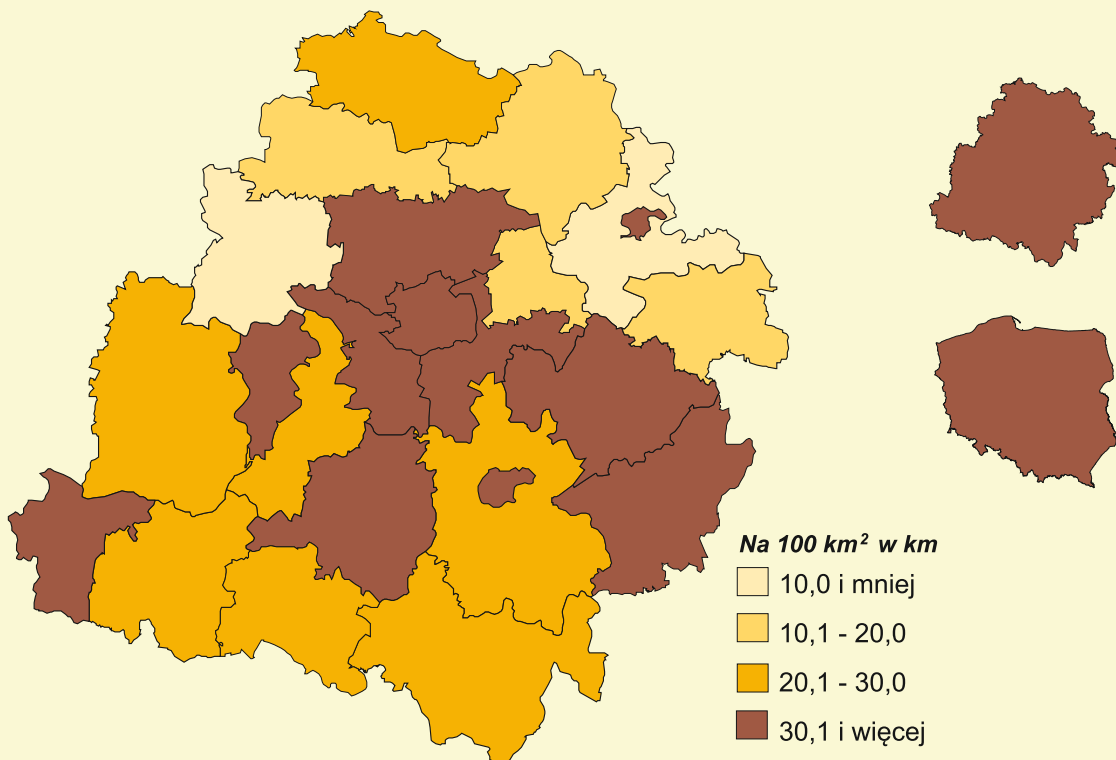 Na 100 km² w km
10,0 i mniej
10,1 - 20,0
20,1 - 30,0
30,1 i więcej